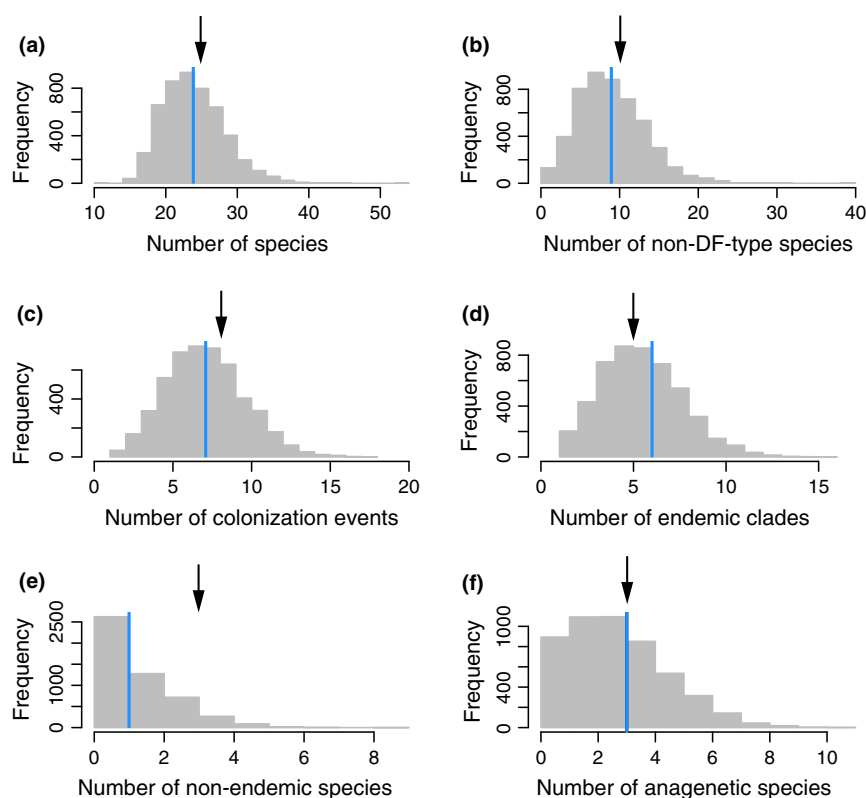 (a)
Frequency
0 400 800
10 20 30 40 50
Number of species
(b)
Frequency
0 400 800
0 10 20 30 40
Number of non-DF-type species
(c)
Frequency
0 400
0 5 10 15 20
Number of colonization events
(d)
Frequency
0 400 800
0 5 10 15
Number of endemic clades
(e)
Frequency
0 1000 2500
0 2 4 6 8
Number of non-endemic species
(f)
Frequency
0 400 1000
0 2 4 6 8 10
Number of anagenetic species